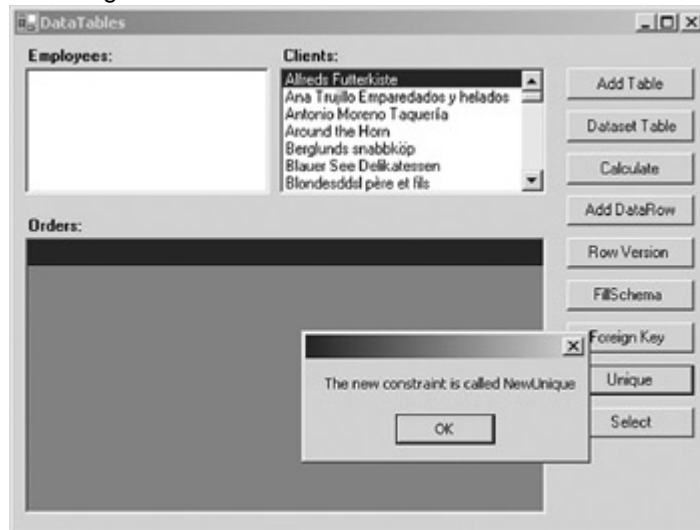 DataTables
Employees:
Clients:
Alfreds Futterkiste
Ana Trujillo Emparedados y helados
Antonio Moreno Taquería
Around the Horn
Berglunds snabbköp
Blauer See Delikatessen
Blondesddsl père et fils
Add Table
Dataset Table
Calculate
Add DataRow
Row Version
FillSchema
Foreign Key
Unique
Select
Orders:
The new constraint is called NewUnique
OK